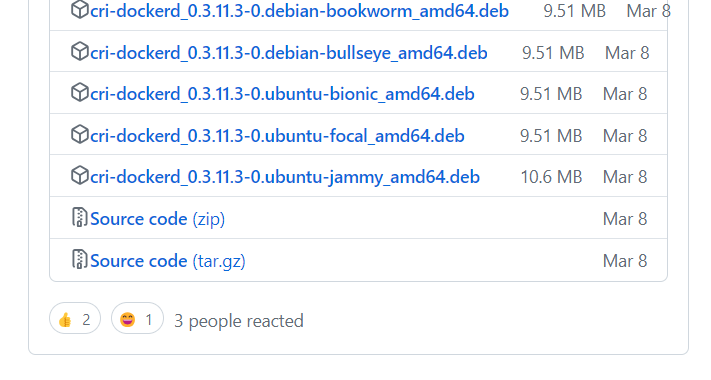 cri-dockerd_0.3.11.3-0.debian-bookworm_amd64.deb 9.51 MB Mar 8
cri-dockerd_0.3.11.3-0.debian-bullseye_amd64.deb 9.51 MB Mar 8
cri-dockerd_0.3.11.3-0.ubuntu-bionic_amd64.deb 9.51 MB Mar 8
cri-dockerd_0.3.11.3-0.ubuntu-focal_amd64.deb 9.51 MB Mar 8
cri-dockerd_0.3.11.3-0.ubuntu-jammy_amd64.deb 10.6 MB Mar 8
Source code (zip) Mar 8
Source code (tar.gz) Mar 8
👍 2 😄 1 3 people reacted